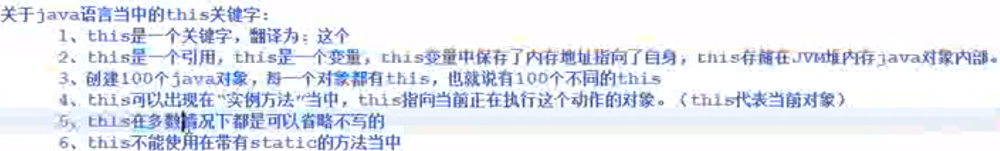 关于java语言当中的this关键字:
1、this是一个关键字，翻译为：这个
2、this是一个引用，this是一个变量，this变量中保存了内存地址指向了自身，this存储在JVM堆内存java对象内部。
3、创建100个java对象，每一个对象都有this，也就说有100个不同的this
4、this可以出现在"实例方法"当中，this指向当前正在执行这个动作的对象。（this代表当前对象）
5、this在多数情况下都是可以省略不写的
6、this不能使用在带有static的方法当中